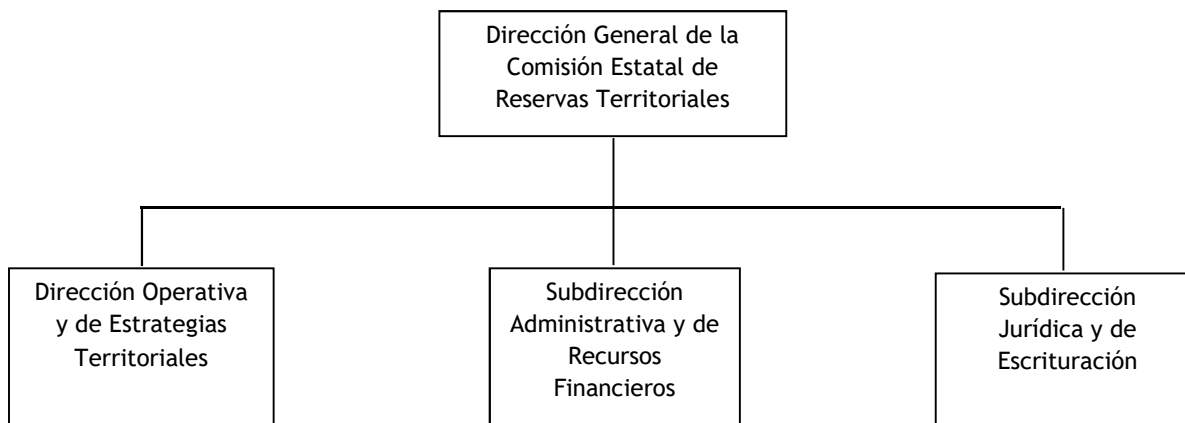 Dirección General de la
Comisión Estatal de
Reservas Territoriales
Dirección Operativa
y de Estrategias
Territoriales
Subdirección
Administrativa y de
Recursos
Financieros
Subdirección
Jurídica y de
Escrituración